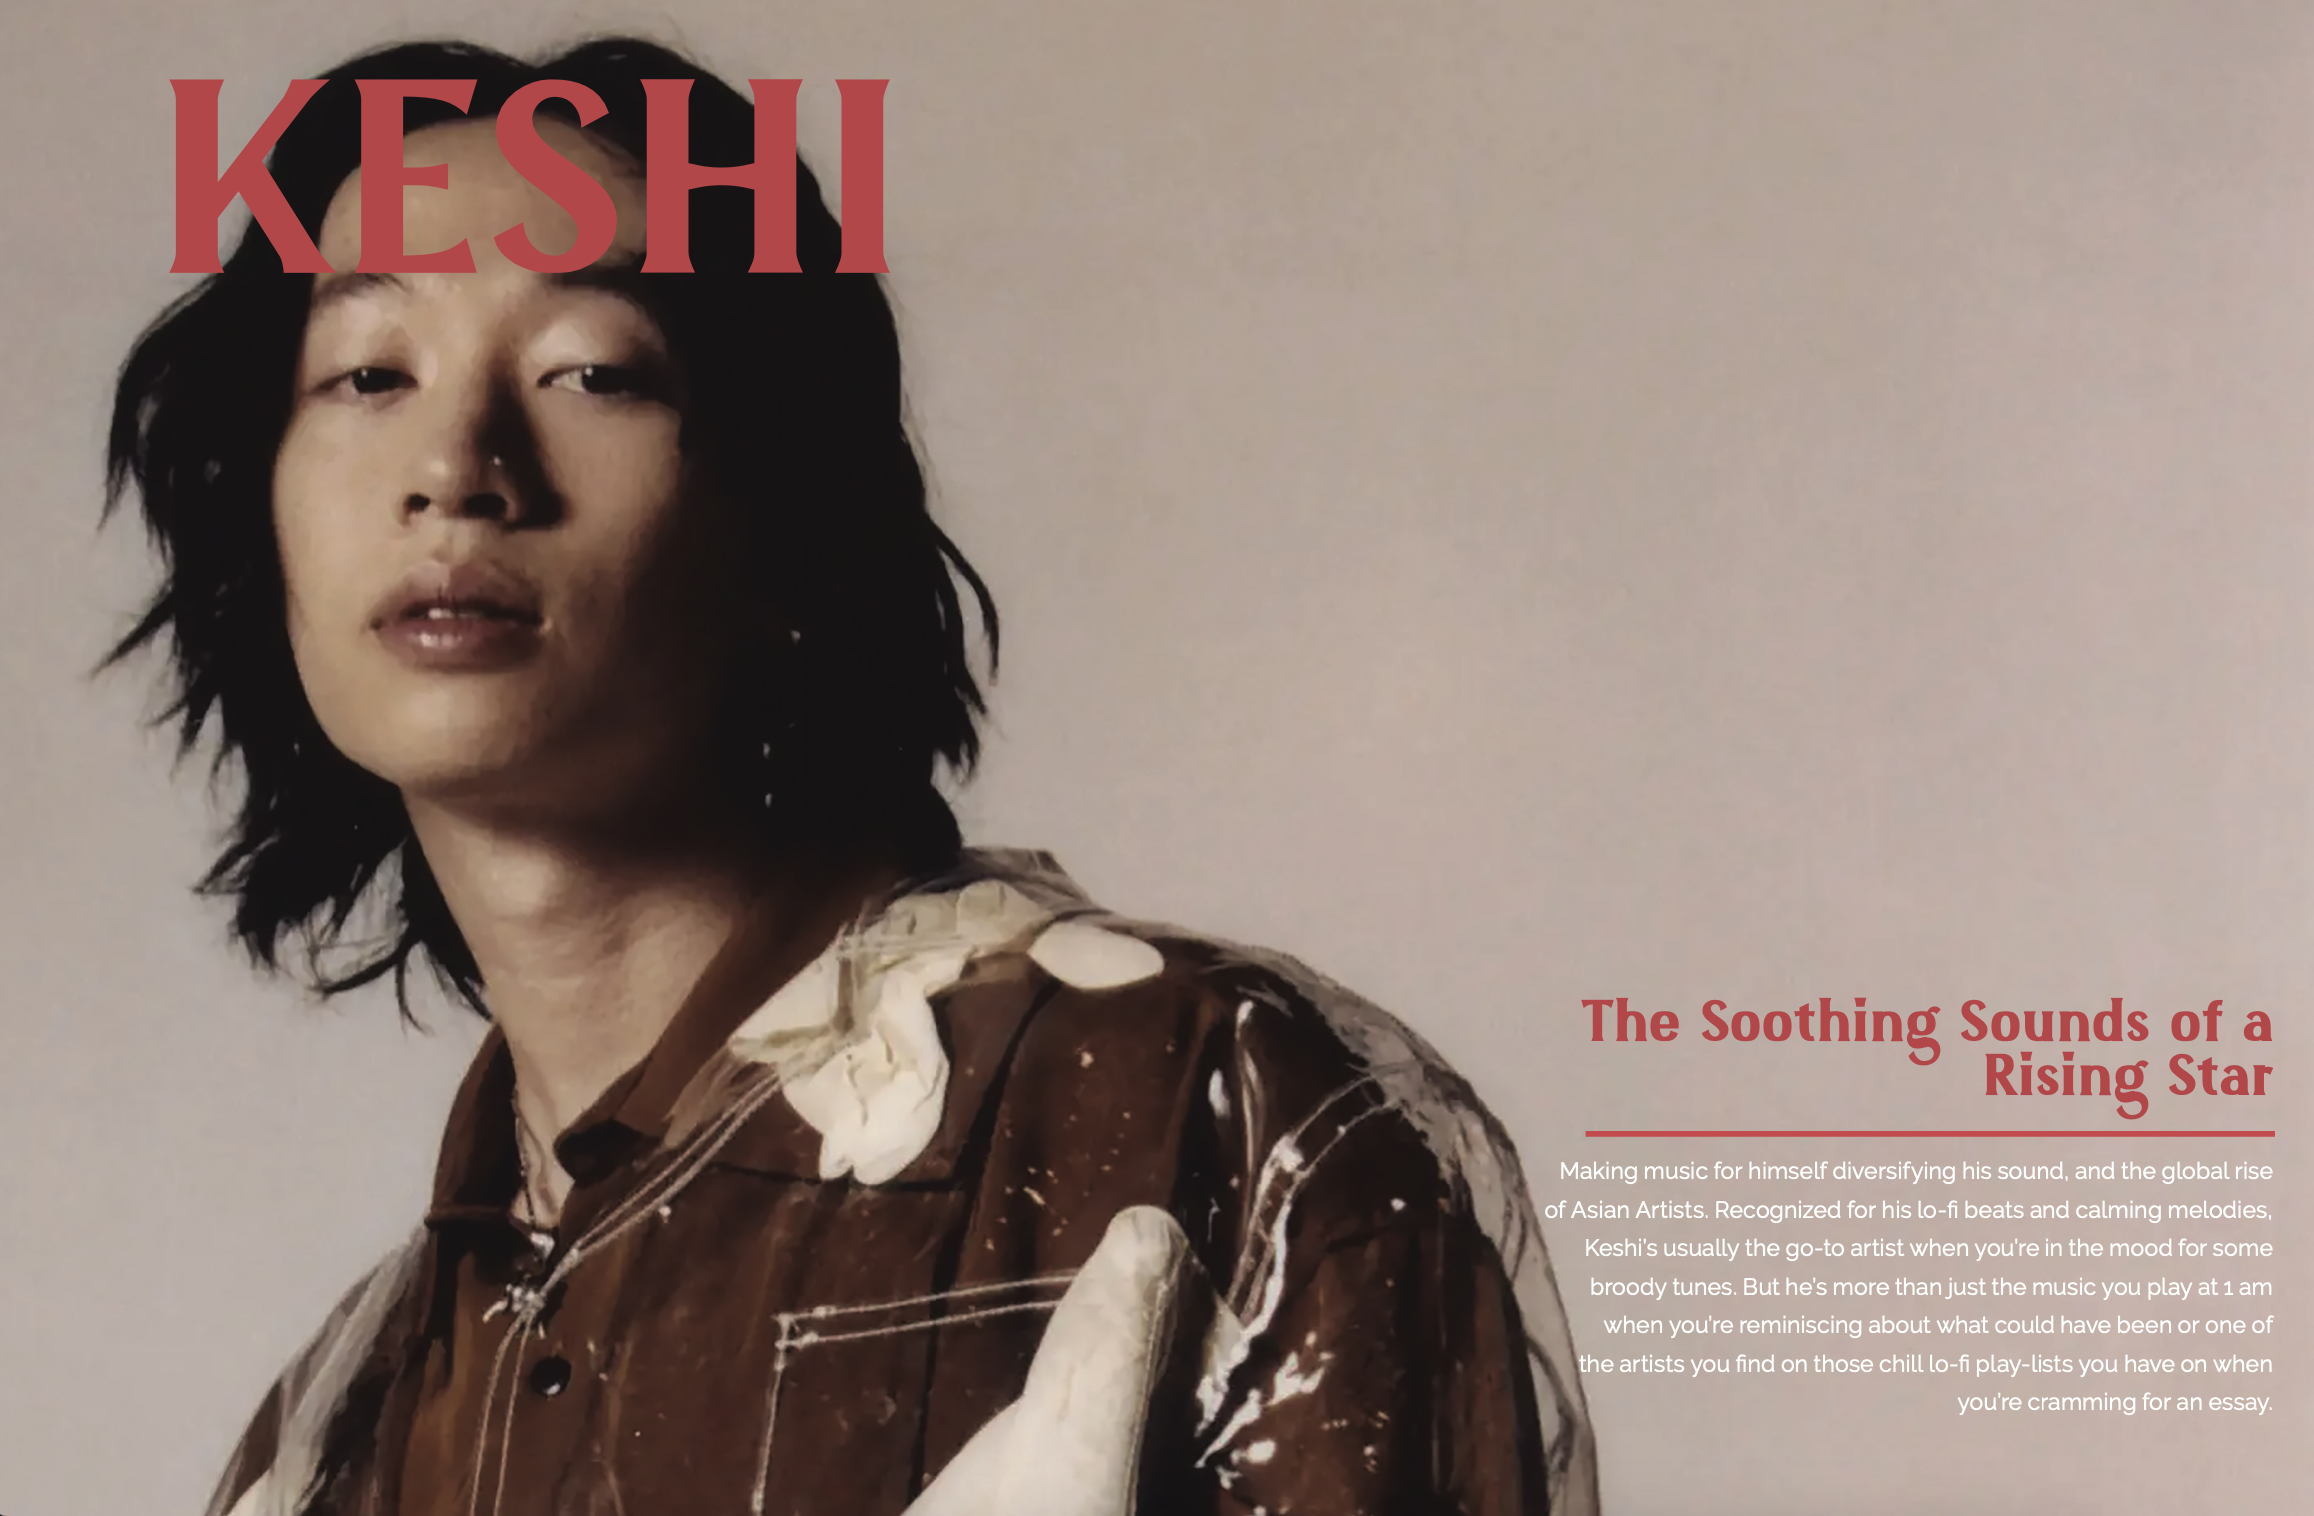 KESHI
The Soothing Sounds of a
Rising Star
Making music for himself diversifying his sound, and the global rise
of Asian Artists. Recognized for his lo-fi beats and calming melodies,
Keshi's usually the go-to artist when you're in the mood for some
broody tunes. But he's more than just the music you play at 1 am
when you're reminiscing about what could have been or one of
the artists you find on those chill lo-fi play-lists you have on when
you're cramming for an essay.